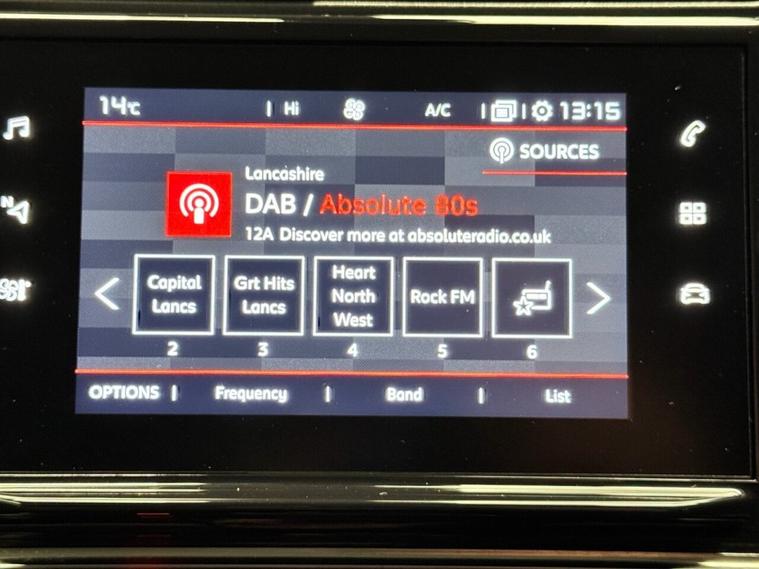 14°C | Hi A/C | | 13:15
SOURCES
Lancashire
DAB / Absolute 80s
12A Discover more at absoluteradio.co.uk
Capital
Lancs
Grt Hits
Lancs
Heart
North
West
Rock FM
2 3 4 5 6
OPTIONS | Frequency | Band | List
N